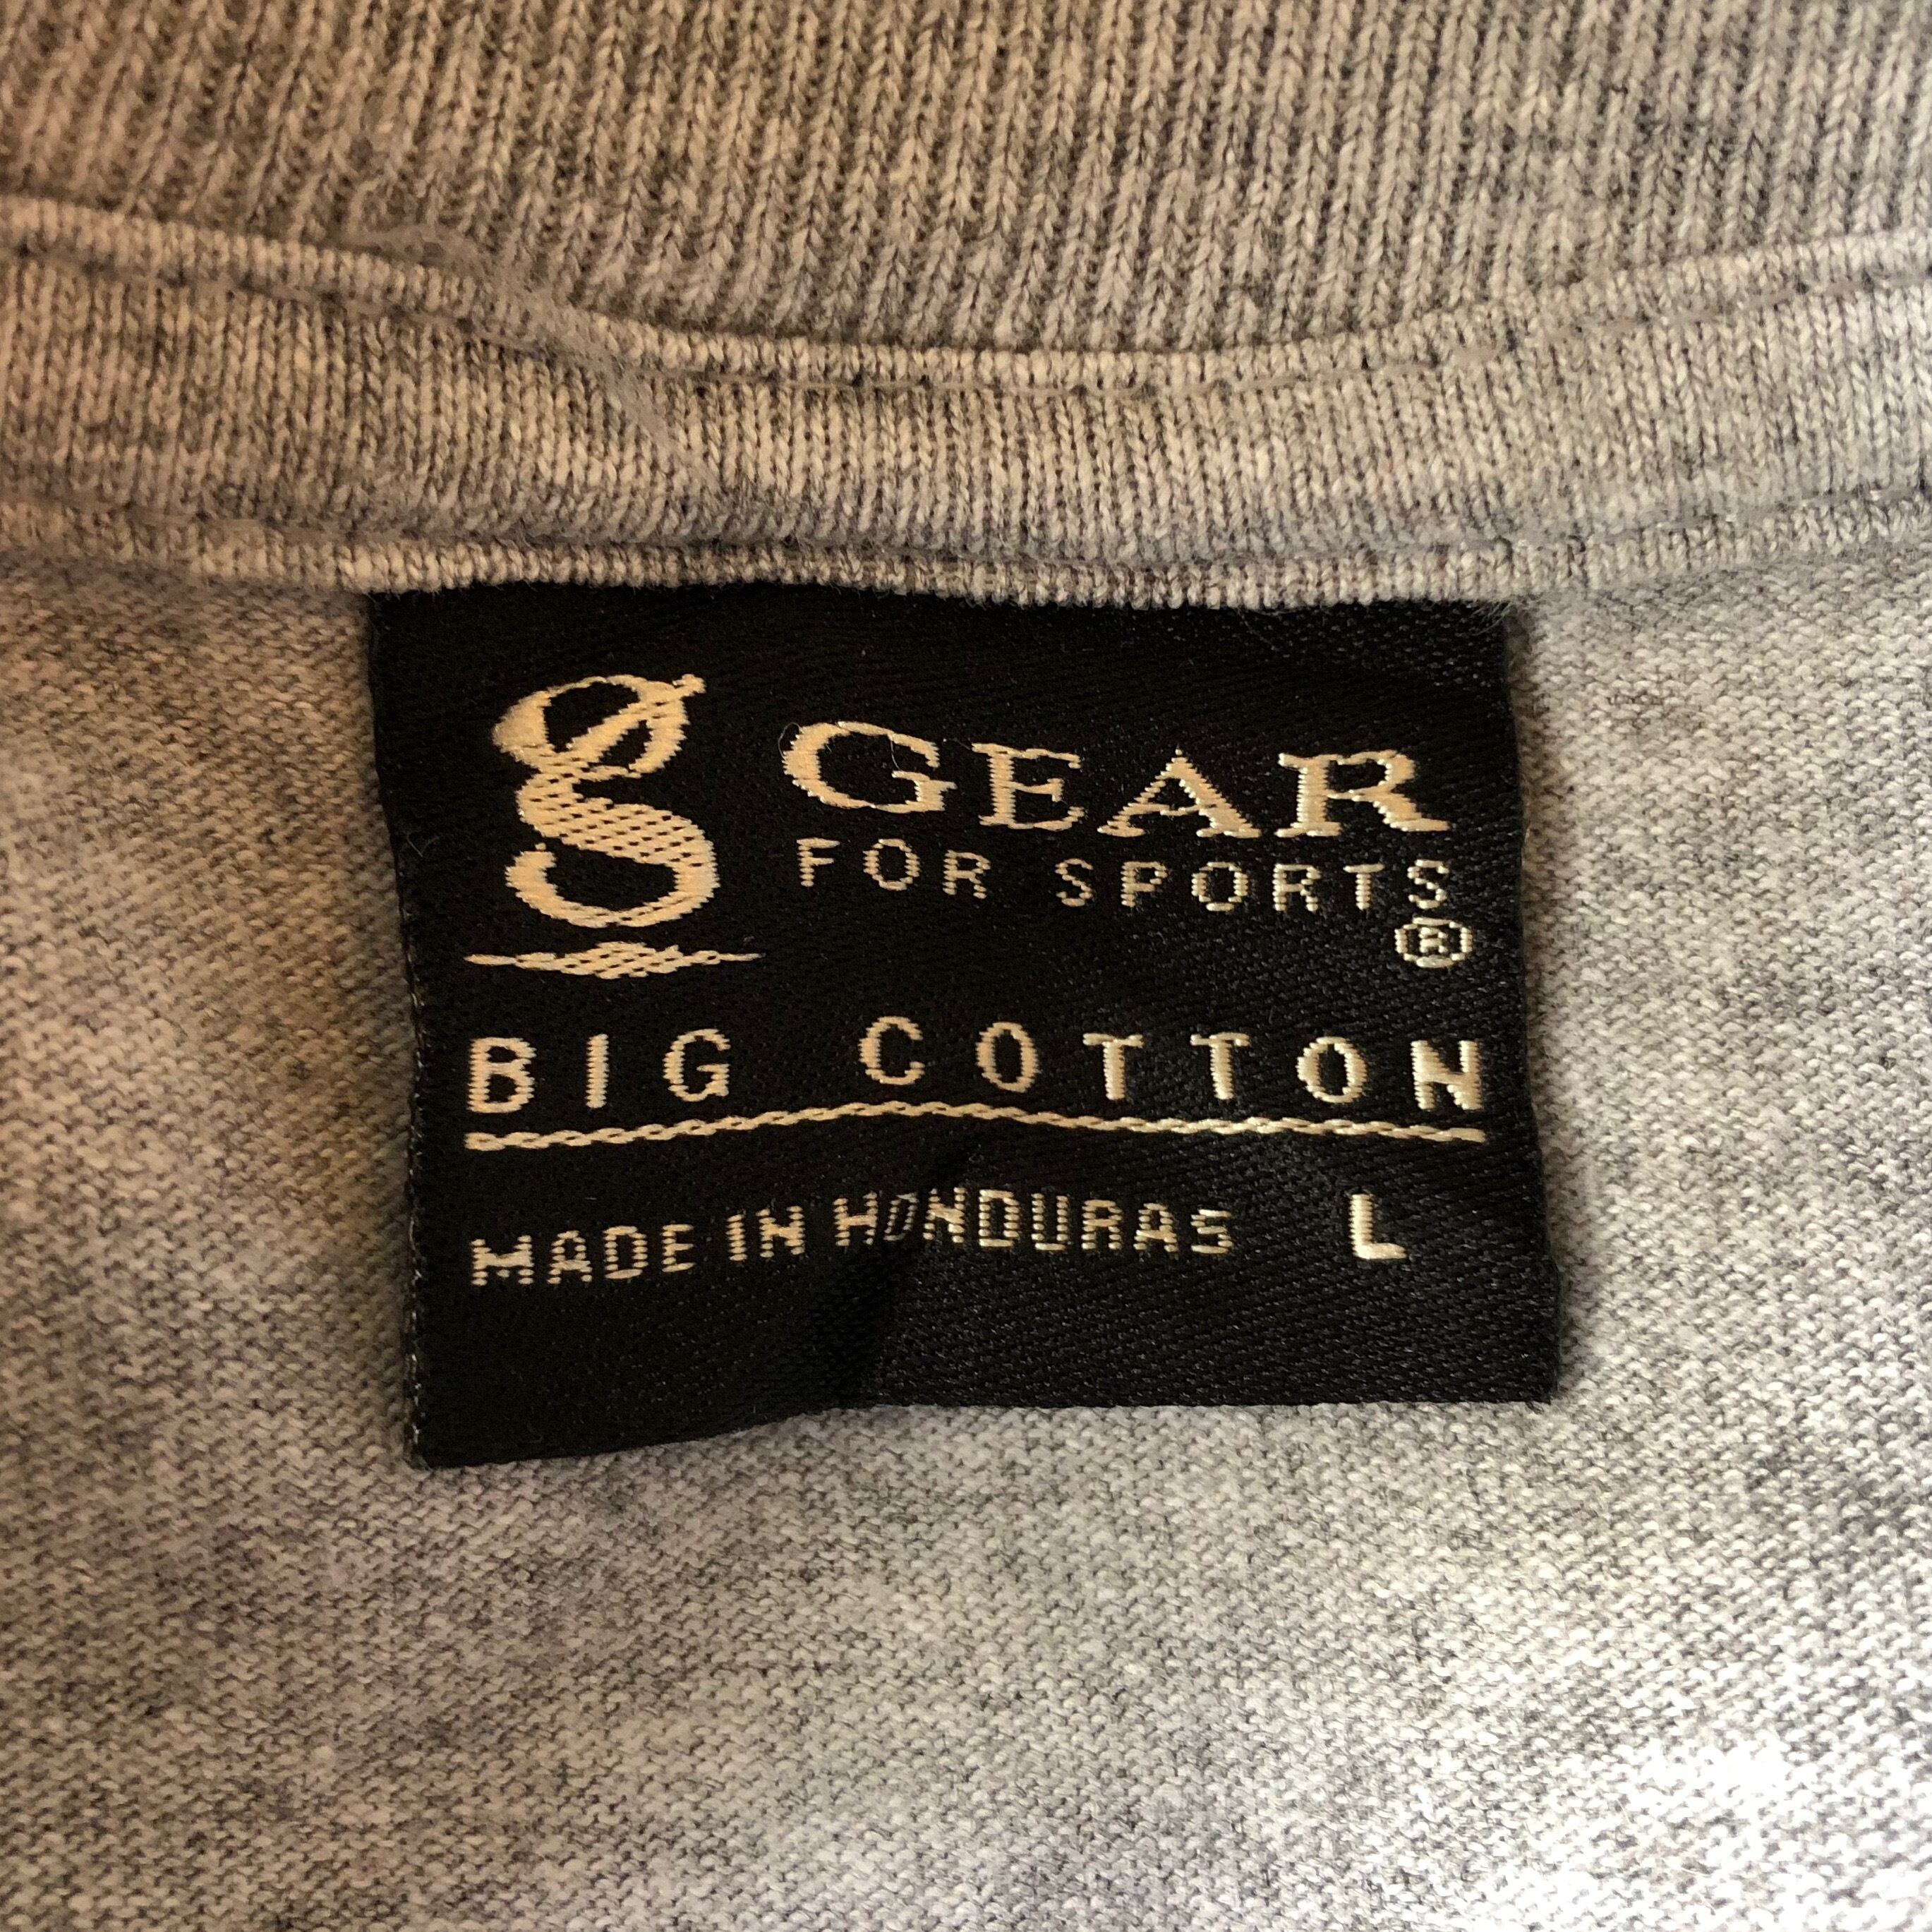 g GEAR
FOR SPORTS
®
BIG COTTON
MADE IN HONDURAS L